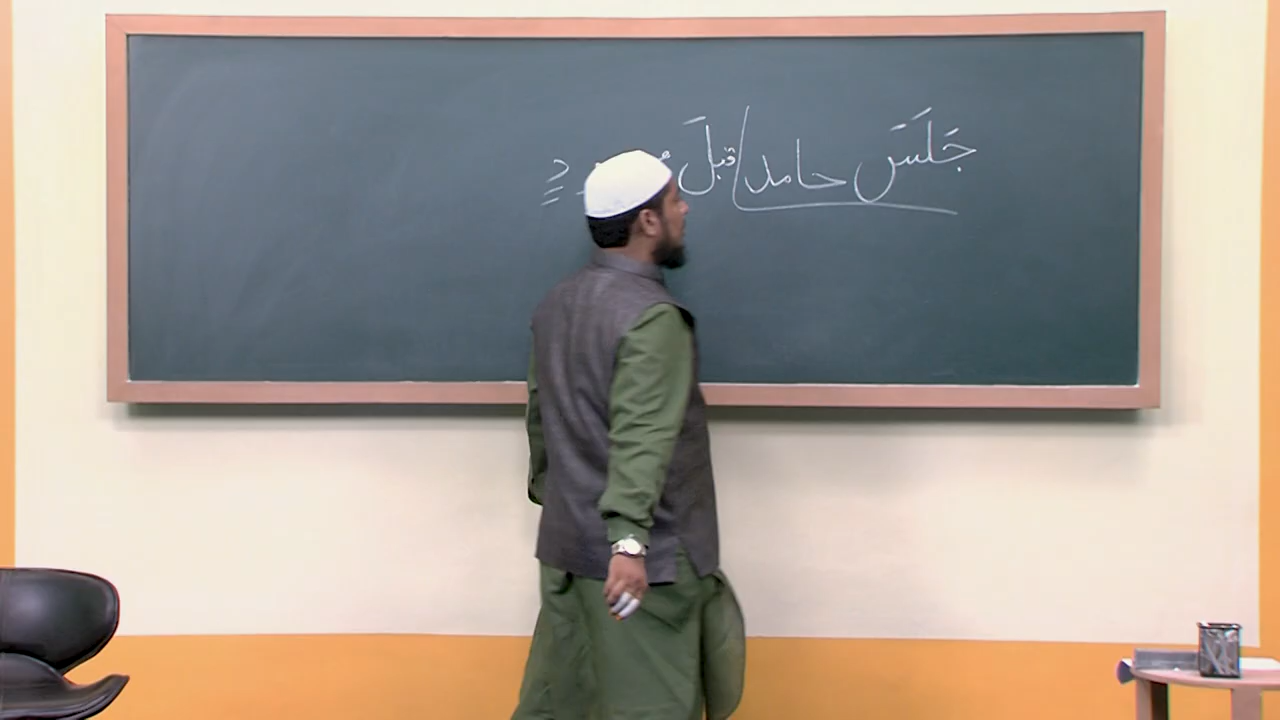 جَلَسَ حامد / قبلَ